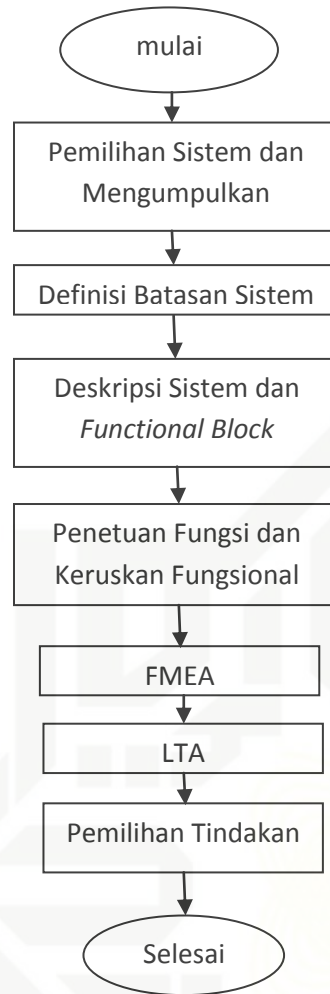 mulai
Pemilihan Sistem dan
Mengumpulkan
Definisi Batasan Sistem
Deskripsi Sistem dan
Functional Block
Penetuan Fungsi dan
Keruskan Fungsional
FMEA
LTA
Pemilihan Tindakan
Selesai